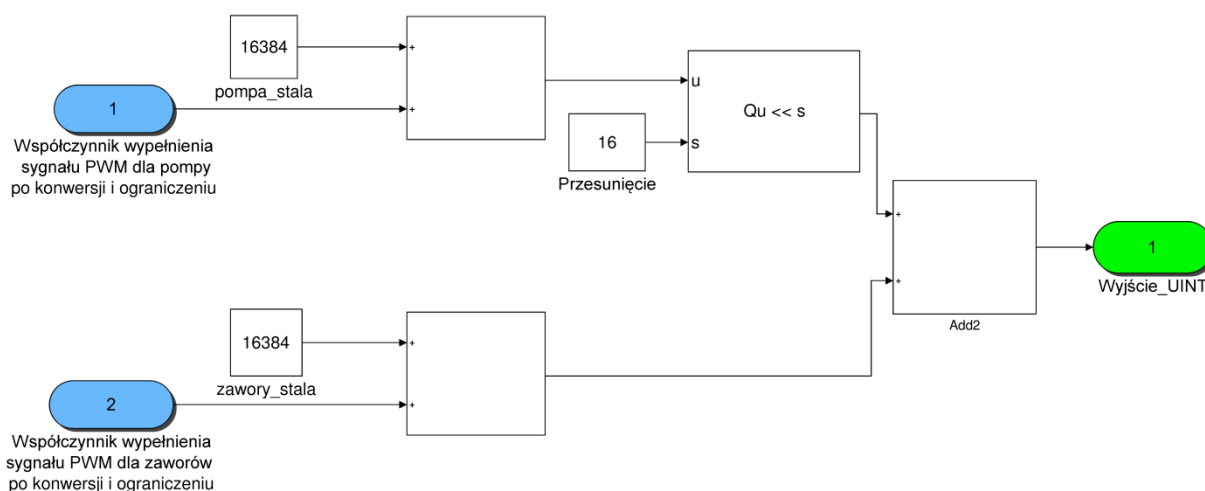 16384
+
pompa_stala
1
+
Współczynnik wypełnienia
sygnału PWM dla pompy
po konwersji i ograniczeniu
u
Qu << s
16
s
Przesunięcie
+
1
+
Wyjście_UINT
Add2
16384
+
zawory_stala
2
+
Współczynnik wypełnienia
sygnału PWM dla zaworów
po konwersji i ograniczeniu